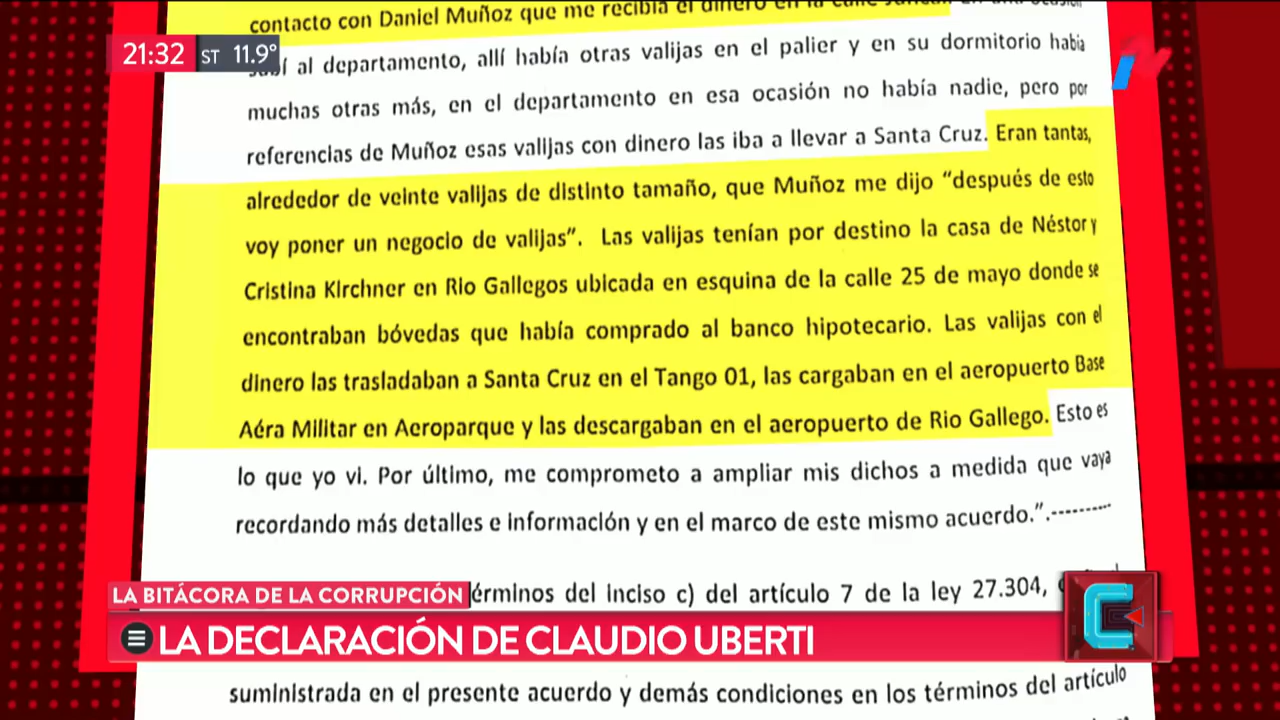 contacto con Daniel Muñoz que me recibía el dinero en la calle Juncal. En una ocasión
21:32 ST 11.9°
subí al departamento, allí había otras valijas en el palier y en su dormitorio había
muchas otras más, en el departamento en esa ocasión no había nadie, pero por
referencias de Muñoz esas valijas con dinero las iba a llevar a Santa Cruz. Eran tantas,
alrededor de veinte valijas de distinto tamaño, que Muñoz me dijo “después de esto
voy poner un negocio de valijas”. Las valijas tenían por destino la casa de Néstor y
Cristina Kirchner en Rio Gallegos ubicada en esquina de la calle 25 de mayo donde se
encontraban bóvedas que había comprado al banco hipotecario. Las valijas con el
dinero las trasladaban a Santa Cruz en el Tango 01, las cargaban en el aeropuerto Base
Aéra Militar en Aeroparque y las descargaban en el aeropuerto de Rio Gallego. Esto es
lo que yo vi. Por último, me comprometo a ampliar mis dichos a medida que vaya
recordando más detalles e información y en el marco de este mismo acuerdo.”.----------
LA BITÁCORA DE LA CORRUPCIÓN
érminos del inciso c) del artículo 7 de la ley 27.304,
LA DECLARACIÓN DE CLAUDIO UBERTI
C
suministrada en el presente acuerdo y demás condiciones en los términos del artículo